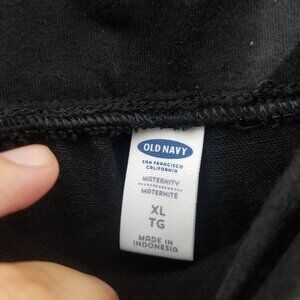 OLD NAVY
SAN FRANCISCO
CALIFORNIA
MATERNITY
MATERNITÉ
XL
TG
MADE IN
INDONESIA